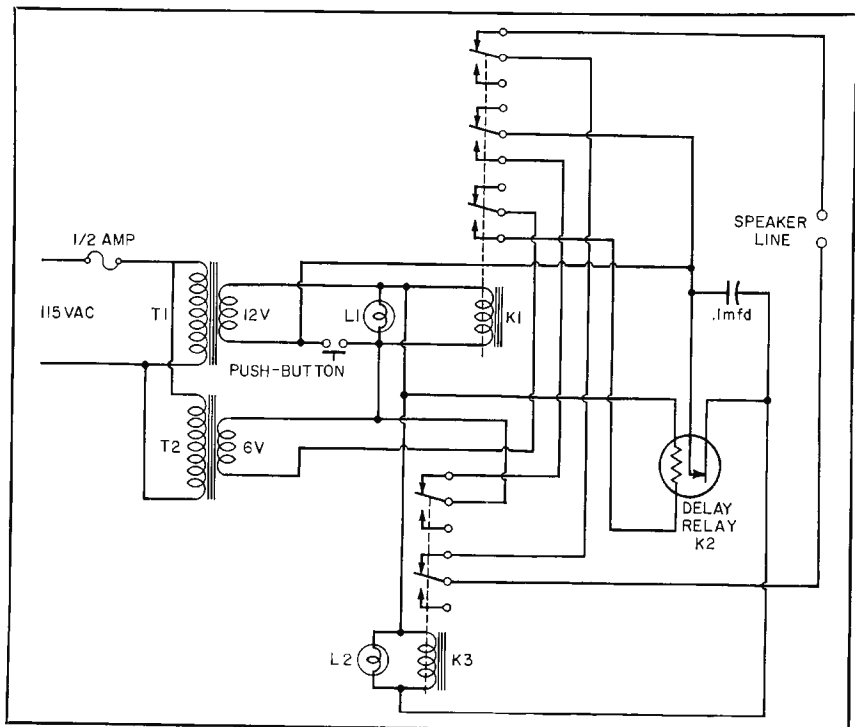 1/2 AMP
115 VAC
T1
12V
L1
K1
PUSH-BUTTON
T2
6V
SPEAKER
LINE
.1mfd
DELAY
RELAY
K2
L2
K3